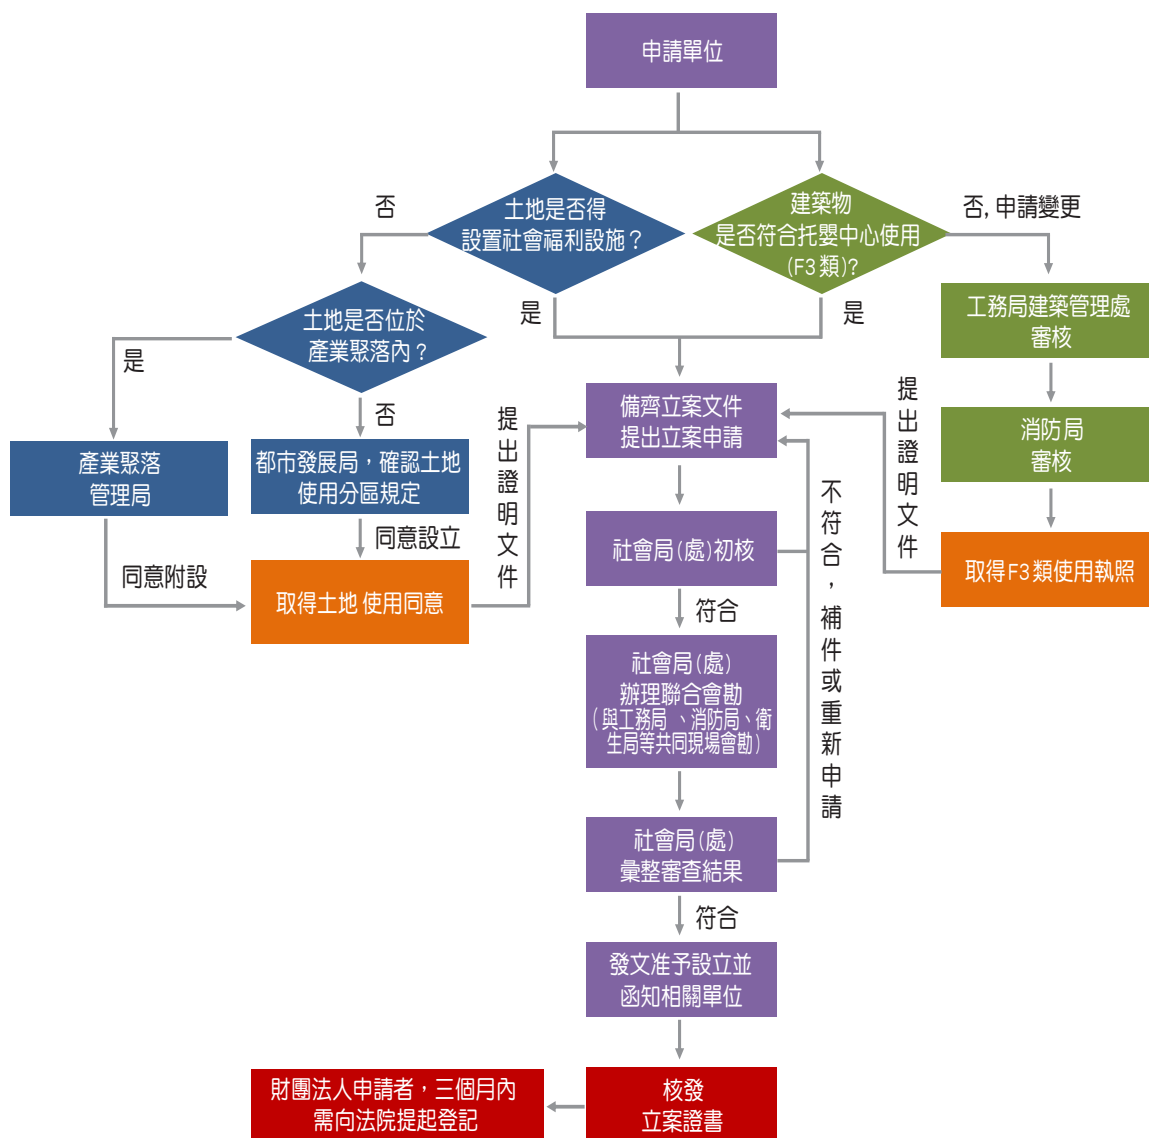 申請單位
土地是否得
設置社會福利設施？
建築物
是否符合托嬰中心使用
(F3類)?
否
否,申請變更
是
是
土地是否位於
產業聚落內？
是
否
工務局建築管理處
審核
消防局
審核
取得F3類使用執照
提出證明文件
產業聚落
管理局
都市發展局，確認土地
使用分區規定
同意附設
同意設立
取得土地 使用同意
提出證明文件
備齊立案文件
提出立案申請
社會局(處)初核
符合
不符合，補件或重新申請
社會局(處)
辦理聯合會勘
(與工務局 、消防局、衛
生局等共同現場會勘)
社會局(處)
彙整審查結果
符合
發文准予設立並
函知相關單位
核發
立案證書
財團法人申請者，三個月內
需向法院提起登記